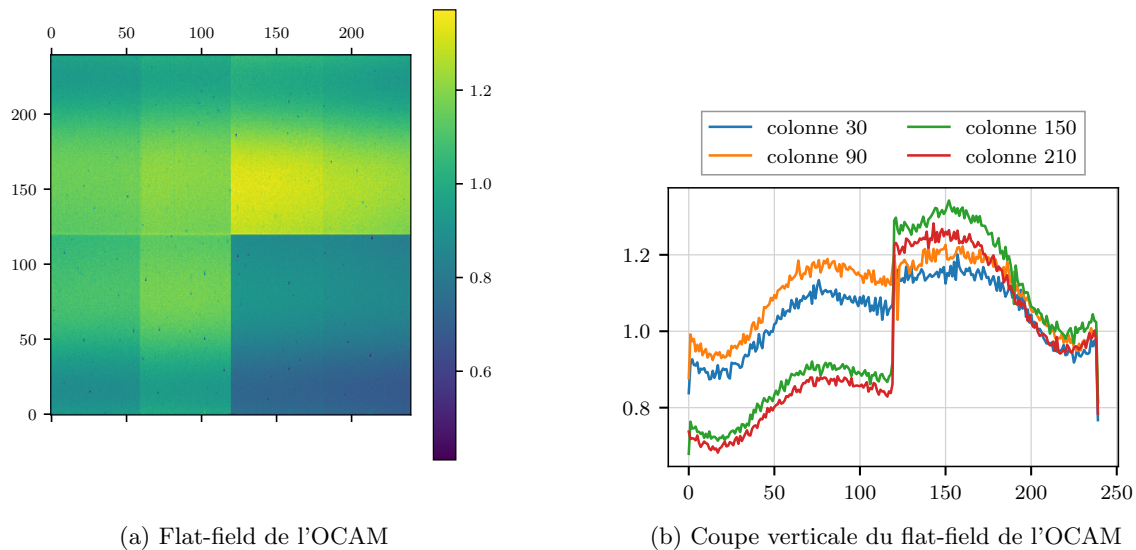 0 50 100 150 200
200
150
100
50
0
1.2
1.0
0.8
0.6
colonne 30 colonne 150
colonne 90 colonne 210
1.2
1.0
0.8
0 50 100 150 200 250
(a) Flat-field de l'OCAM
(b) Coupe verticale du flat-field de l'OCAM